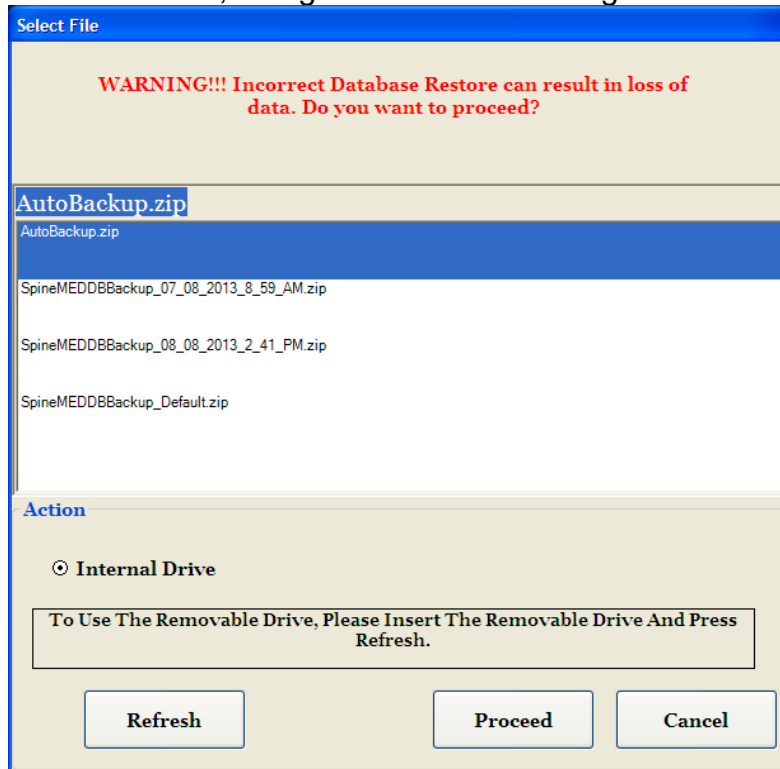 Select File
WARNING!!! Incorrect Database Restore can result in loss of
data. Do you want to proceed?
AutoBackup.zip
AutoBackup.zip
SpineMEDDBBackup_07_08_2013_8_59_AM.zip
SpineMEDDBBackup_08_08_2013_2_41_PM.zip
SpineMEDDBBackup_Default.zip
Action
Internal Drive
To Use The Removable Drive, Please Insert The Removable Drive And Press
Refresh.
Refresh
Proceed
Cancel